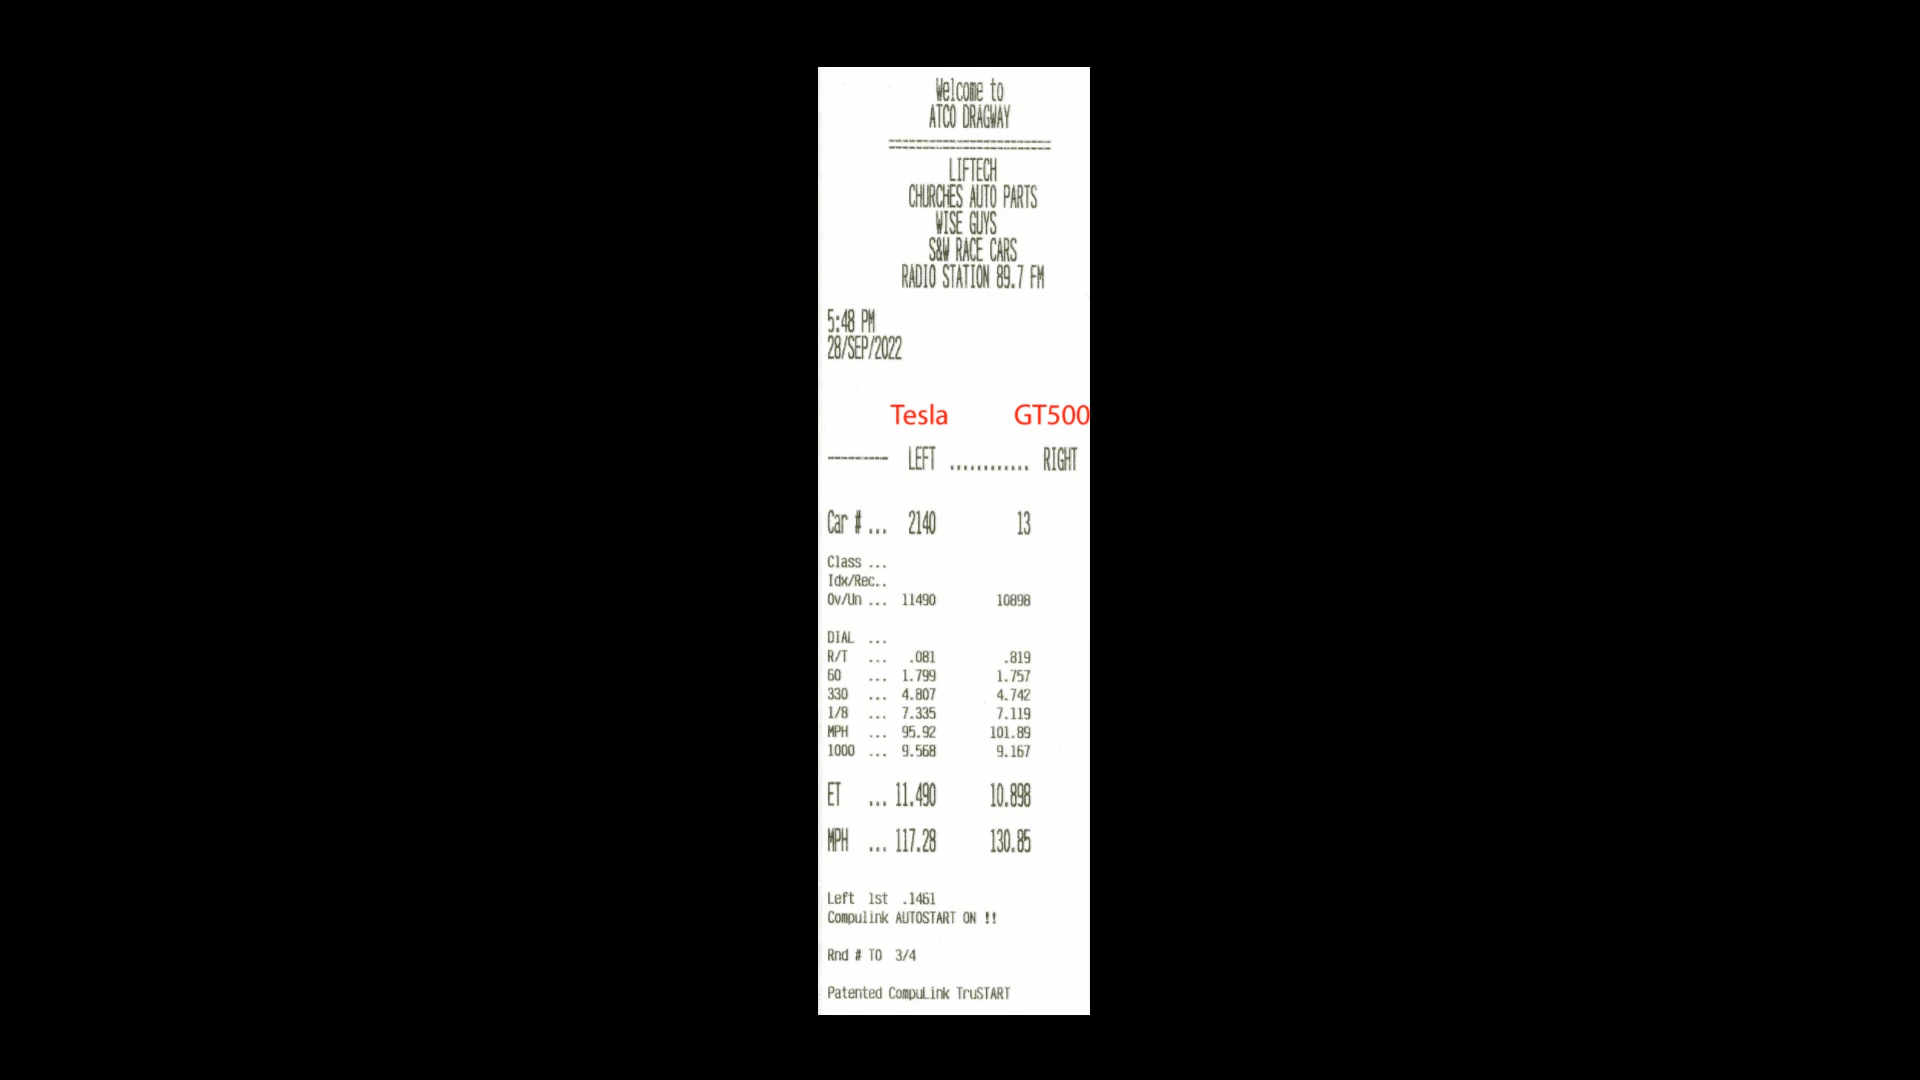 Welcome to
ATCO DRAGWAY
========================
LIFTECH
CHURCHES AUTO PARTS
WISE GUYS
S&W RACE CARS
RADIO STATION 89.7 FM
5:48 PM
28/SEP/2022
Tesla GT500
--------- LEFT ............ RIGHT
Car # ... 2140 13
Class ...
Idx/Rec..
Ov/Un ... 11490 10898
DIAL ...
R/T ... .081 .819
60 ... 1.799 1.757
330 ... 4.807 4.742
1/8 ... 7.335 7.119
MPH ... 95.92 101.89
1000 ... 9.568 9.167
ET ... 11.490 10.898
MPH ... 117.28 130.85
Left 1st .1461
Compulink AUTOSTART ON !!
Rnd # TO 3/4
Patented CompuLink TruSTART